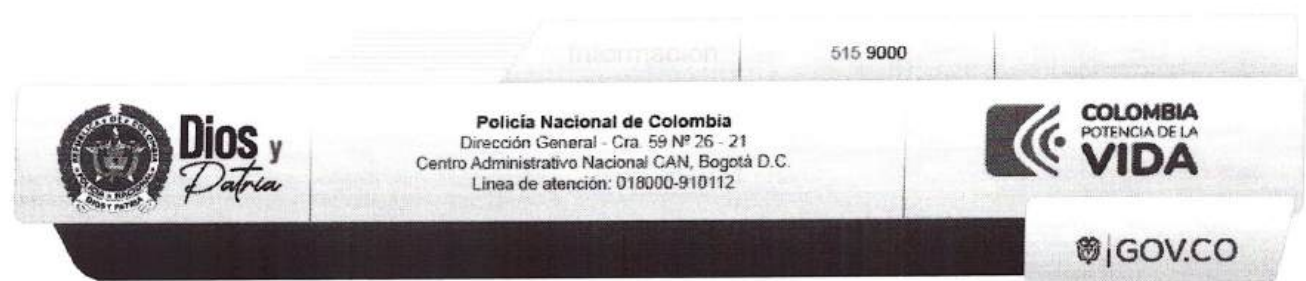 Información
515 9000
Dios y
Patria
Policía Nacional de Colombia
Dirección General - Cra. 59 Nº 26 - 21
Centro Administrativo Nacional CAN, Bogotá D.C.
Línea de atención: 018000-910112
COLOMBIA
POTENCIA DE LA
VIDA
GOV.CO